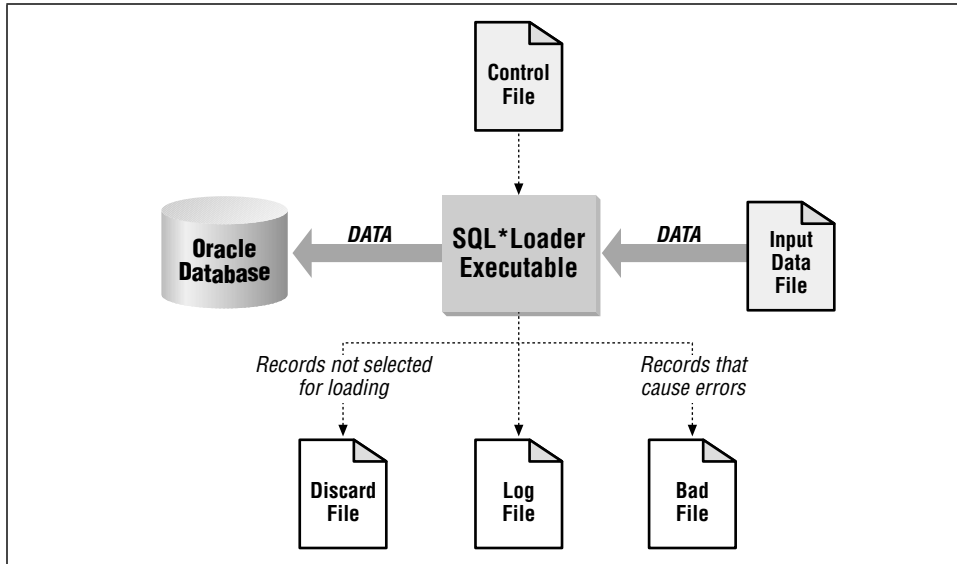 Control
File
Oracle
Database
DATA
SQL*Loader
Executable
DATA
Input
Data
File
Records not selected
for loading
Records that
cause errors
Discard
File
Log
File
Bad
File